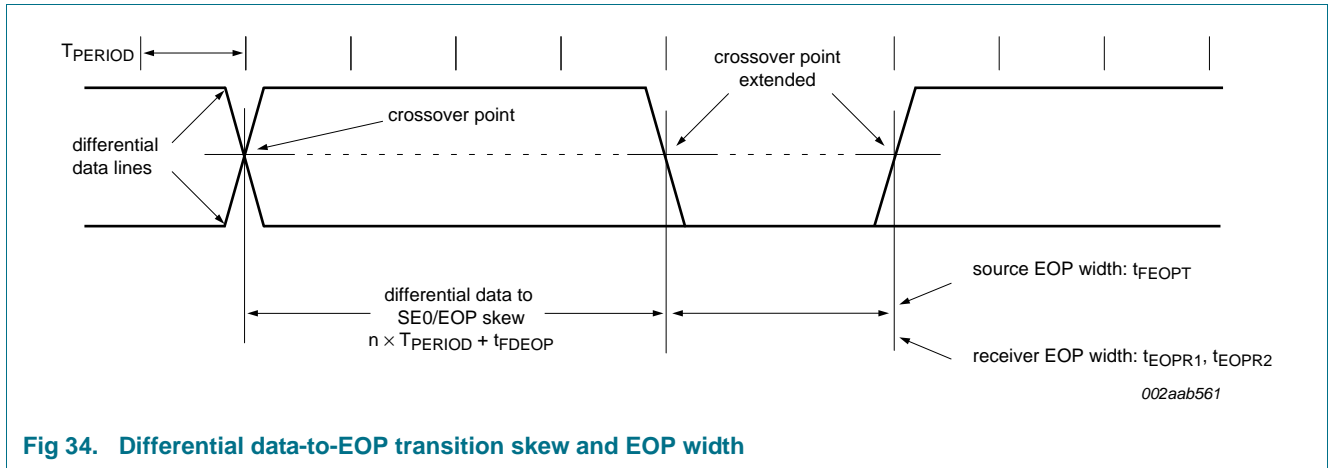 TPERIOD
crossover point
extended
crossover point
differential
data lines
differential data to
SE0/EOP skew
n × TPERIOD + tFDEOP
source EOP width: tFEOPT
receiver EOP width: tEOPR1, tEOPR2
002aab561
Fig 34. Differential data-to-EOP transition skew and EOP width